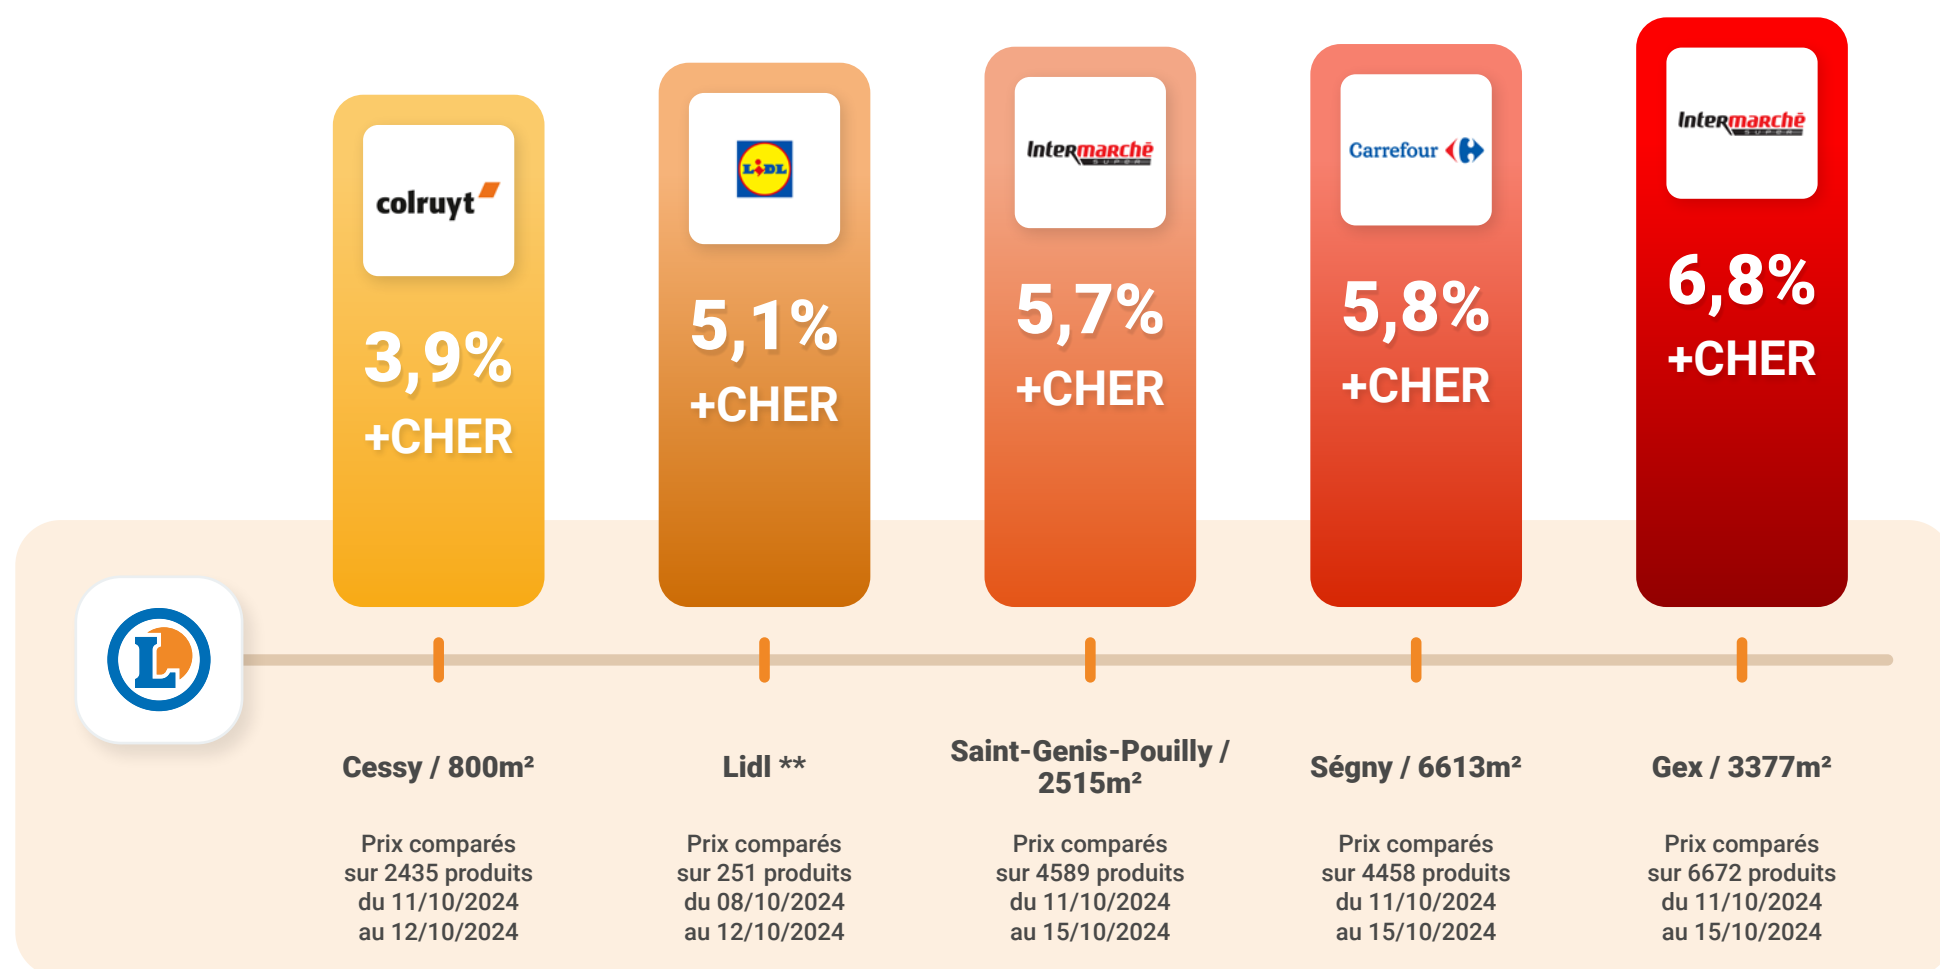 colruyt
3,9%
+CHER
LIDL
5,1%
+CHER
Intermarchē
SUPER
5,7%
+CHER
Carrefour
5,8%
+CHER
Intermarchē
SUPER
6,8%
+CHER
L
Cessy / 800m²
Prix comparés
sur 2435 produits
du 11/10/2024
au 12/10/2024
Lidl **
Prix comparés
sur 251 produits
du 08/10/2024
au 12/10/2024
Saint-Genis-Pouilly /
2515m²
Prix comparés
sur 4589 produits
du 11/10/2024
au 15/10/2024
Ségny / 6613m²
Prix comparés
sur 4458 produits
du 11/10/2024
au 15/10/2024
Gex / 3377m²
Prix comparés
sur 6672 produits
du 11/10/2024
au 15/10/2024